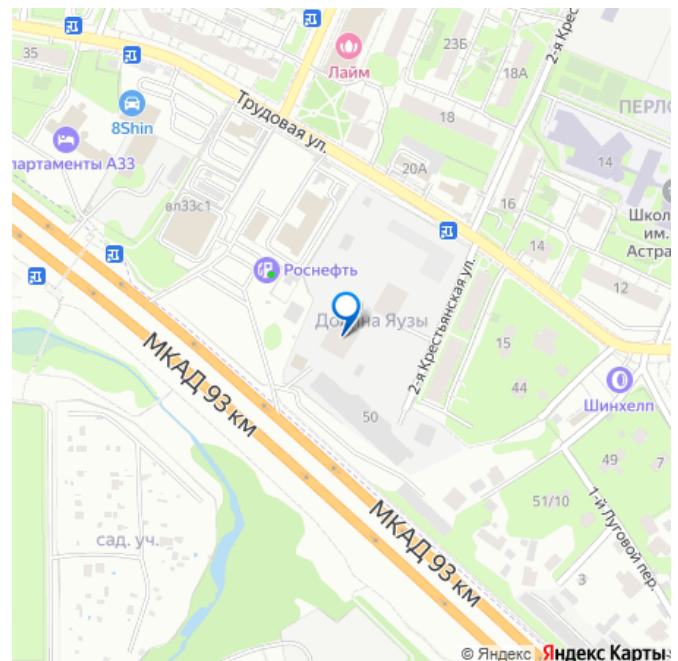 35
8Shin
партаменты А33
вл33с1
Трудовая ул.
Лайм
23Б
18А
18
2-я Крест
ПЕРЛО
20А
14
16
Школ
им.
Астра
14
12
Роснефть
Долина Яузы
2-я Крестьянская ул.
15
44
Шинхелп
МКАД 93 км
50
49
7
51/10
1-й Луговой пер.
МКАД 93 км
3
сад. уч.
© Яндекс Яндекс Карты